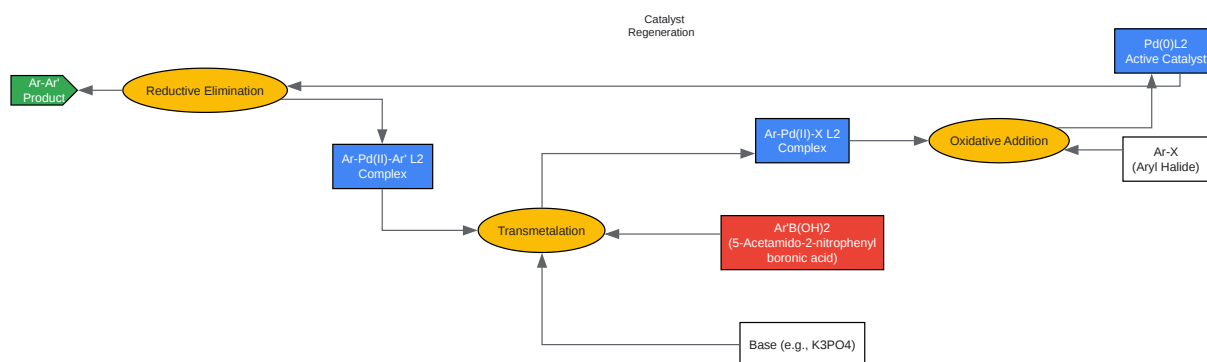 Catalyst
Regeneration
Pd(0)L2
Active Catalyst
Ar-Ar'
Product
Reductive Elimination
Ar-Pd(II)-Ar' L2
Complex
Ar-Pd(II)-X L2
Complex
Oxidative Addition
Ar-X
(Aryl Halide)
Transmetalation
Ar'B(OH)2
(5-Acetamido-2-nitrophenyl
boronic acid)
Base (e.g., K3PO4)